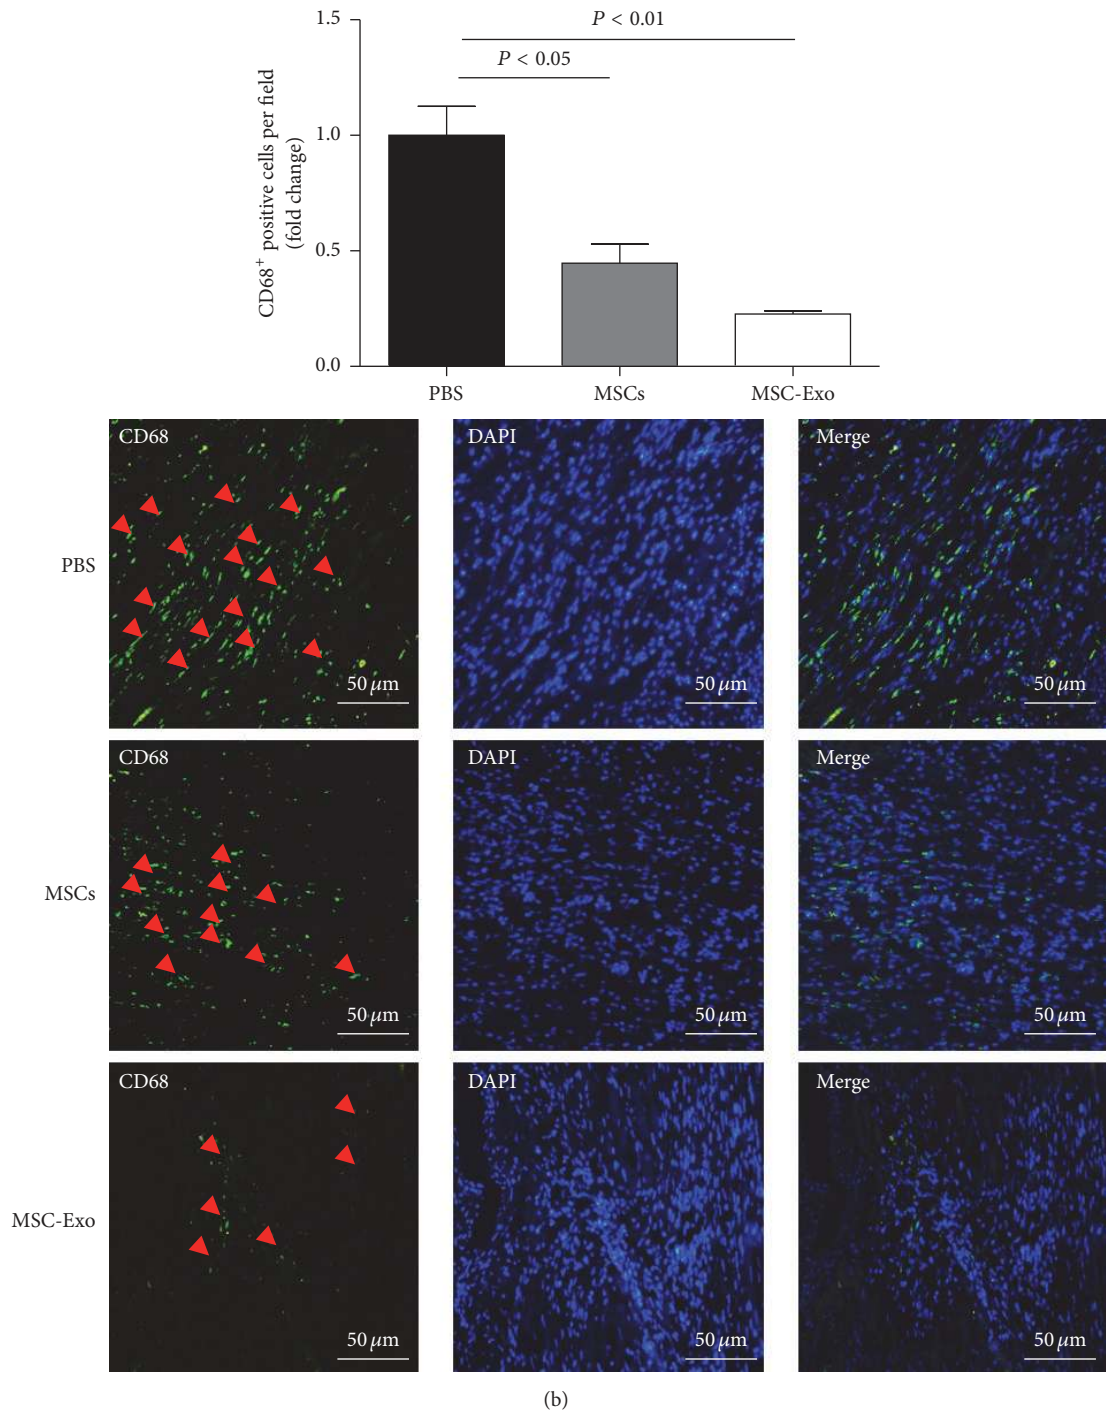 1.5
P < 0.01
P < 0.05
1.0
0.5
0.0
CD68⁺ positive cells per field
(fold change)
PBS
MSCs
MSC-Exo
CD68
DAPI
Merge
PBS
50 μm
50 μm
50 μm
CD68
DAPI
Merge
MSCs
50 μm
50 μm
50 μm
CD68
DAPI
Merge
MSC-Exo
50 μm
50 μm
50 μm
(b)